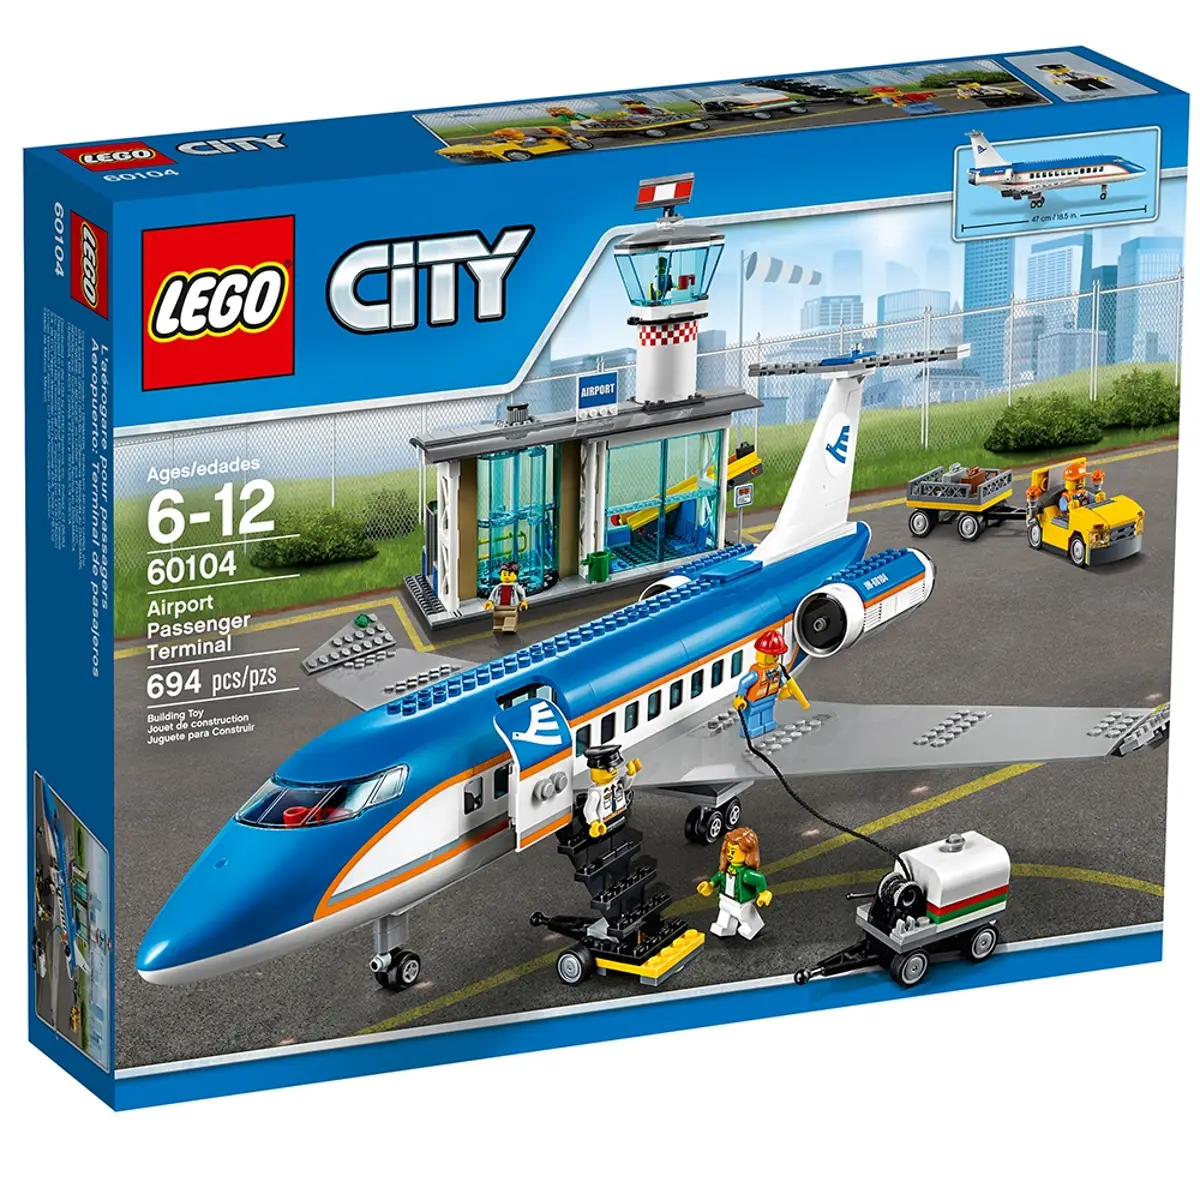 LEGO CITY
60104
LEGO
60104
L'aérogare pour passagers
Aeropuerto: Terminal de pasajeros
LEGO®
CITY
Ages/edades
6-12
60104
Airport
Passenger
Terminal
694 pcs/pzs
Building Toy
Jouet de construction
Juguete para Construir
47 cm / 18.5 in.
AIRPORT